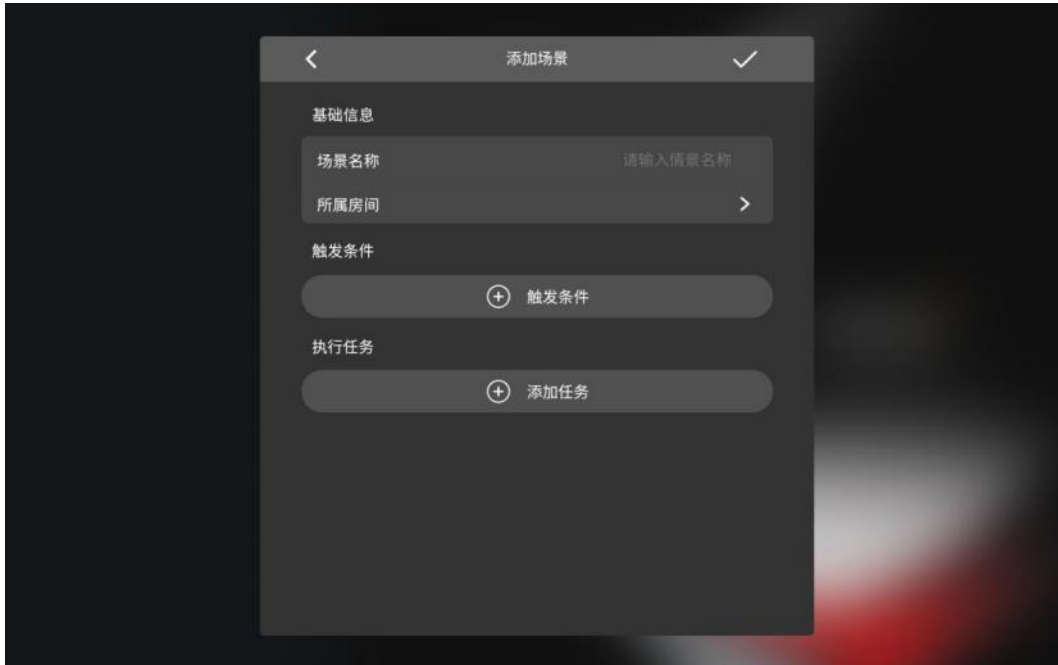 添加场景
基础信息
场景名称 请输入情景名称
所属房间
触发条件
触发条件
执行任务
添加任务